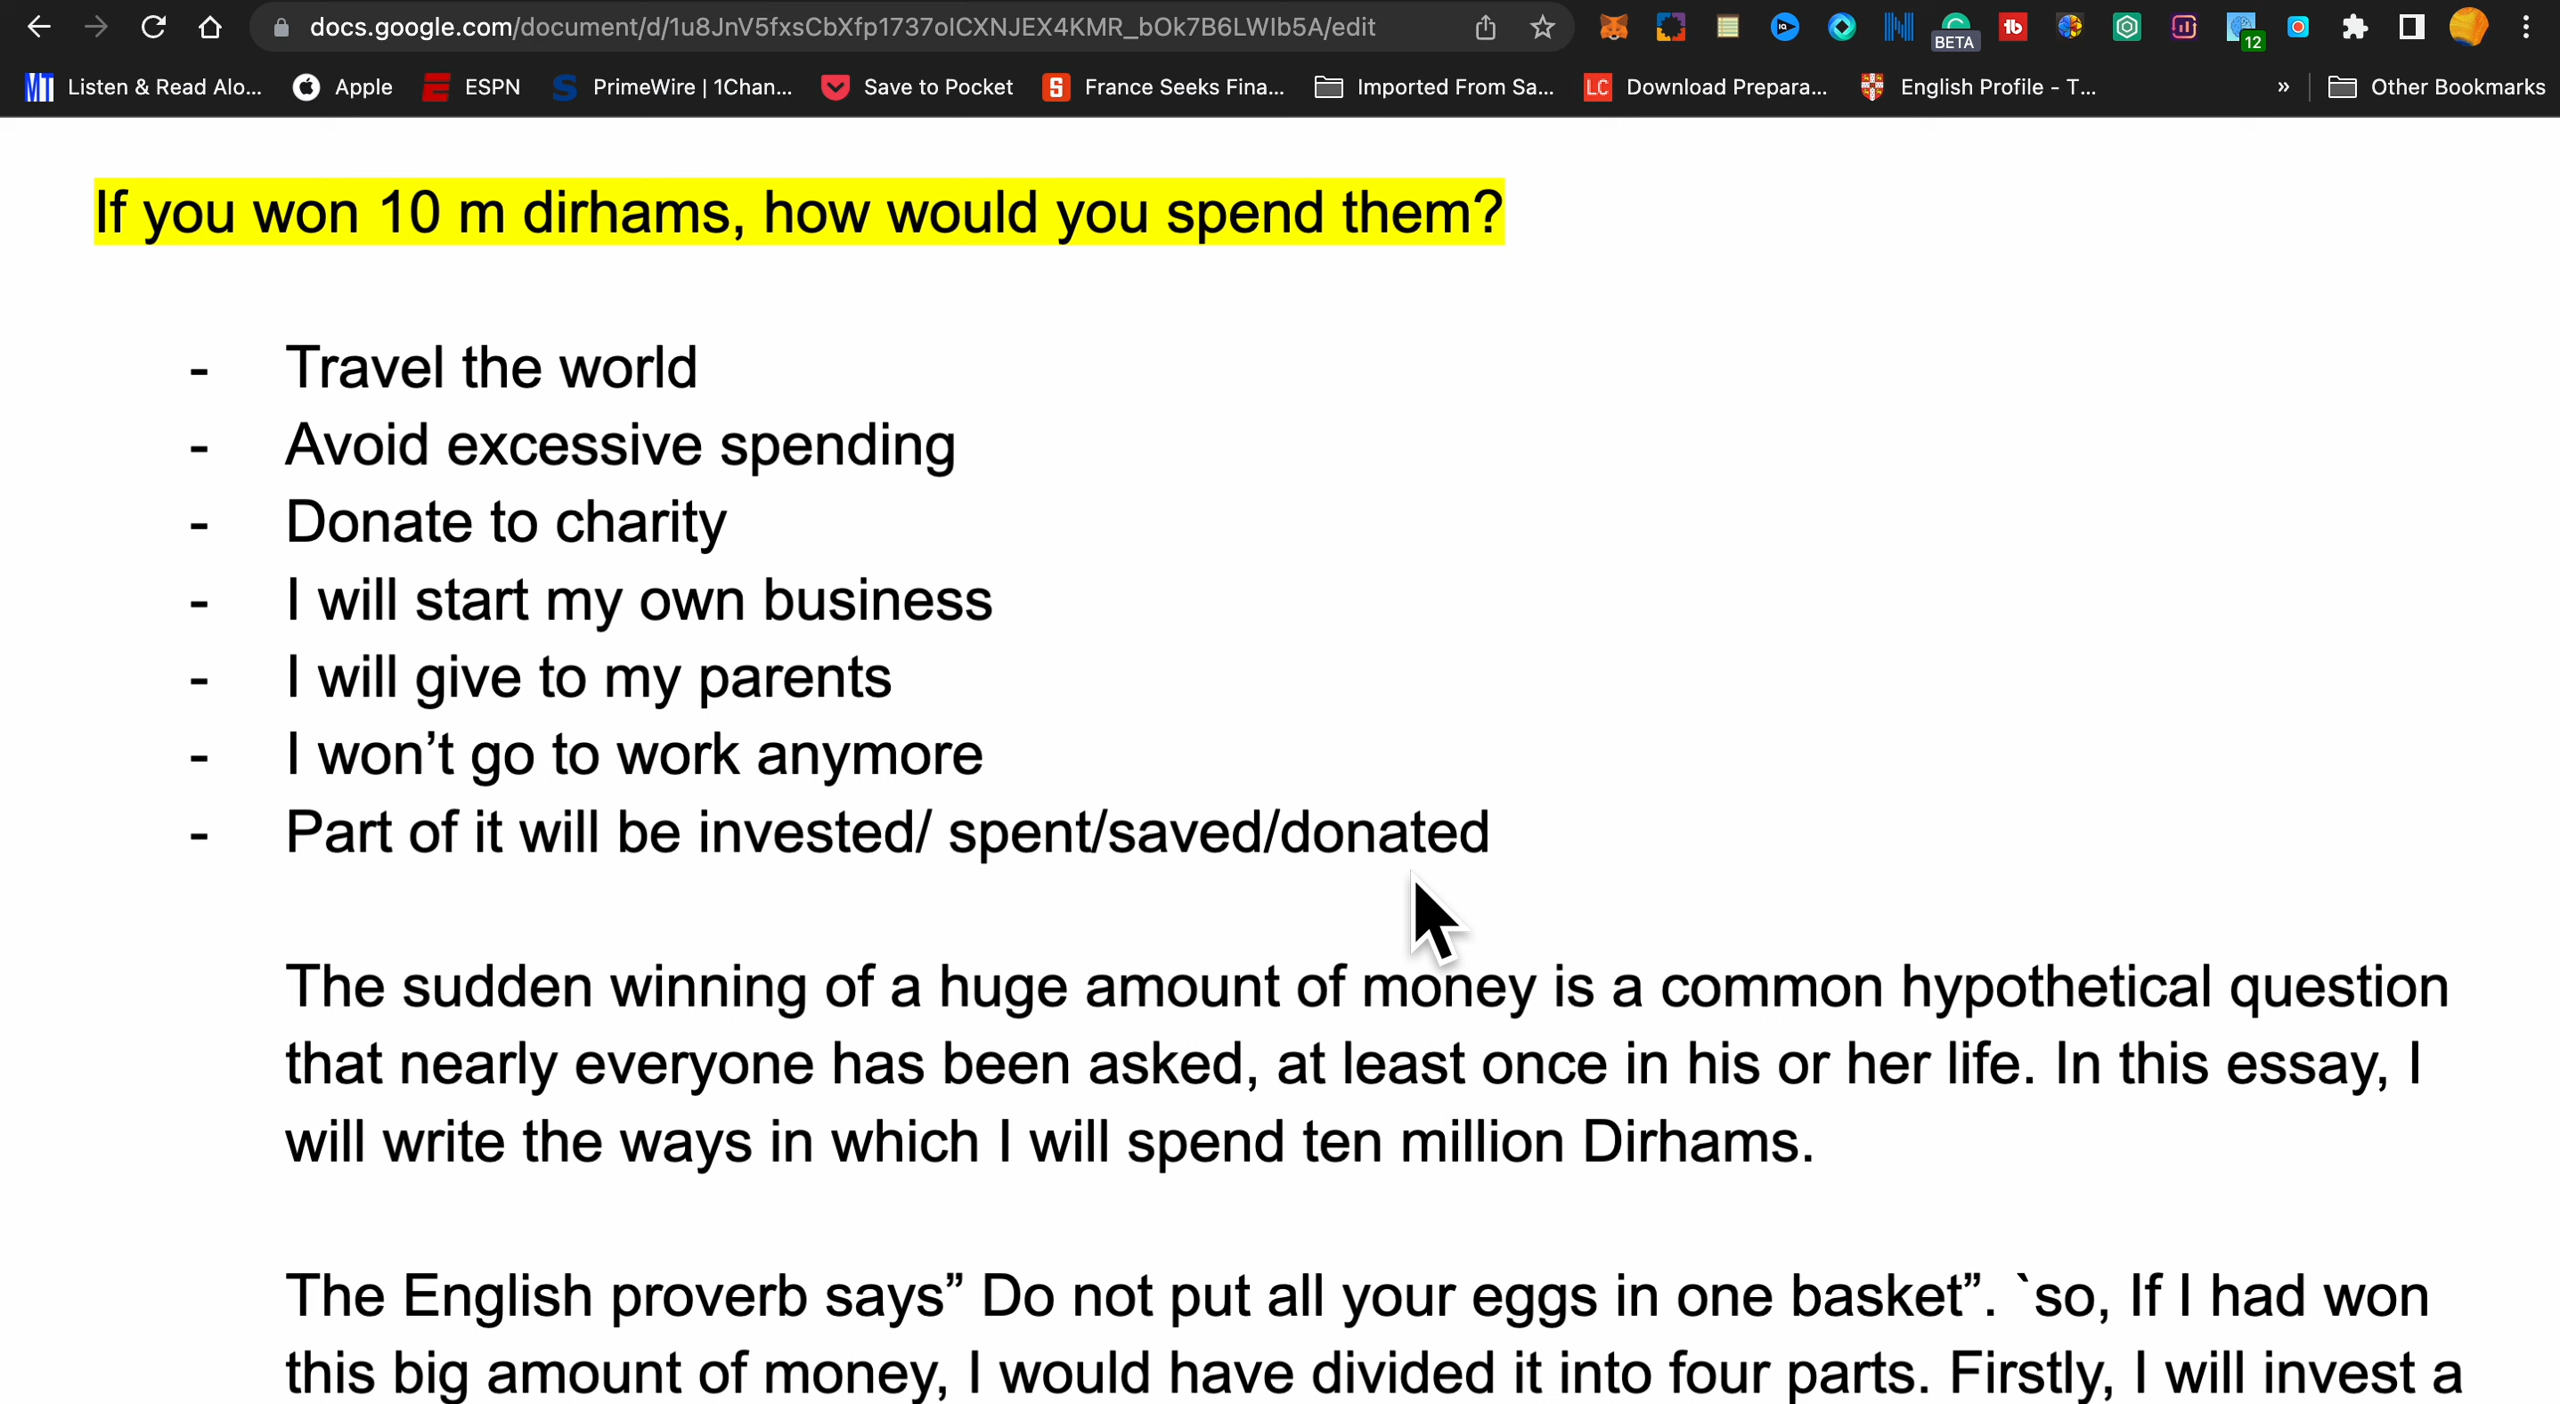 docs.google.com/document/d/1u8JnV5fxsCbXfp1737oICXNJEX4KMR_bOk7B6LWIb5A/edit
BETA
12
Listen & Read Alo... Apple ESPN PrimeWire | 1Chan... Save to Pocket France Seeks Fina... Imported From Sa... LC Download Prepara... English Profile - T... » Other Bookmarks
If you won 10 m dirhams, how would you spend them?
- Travel the world
- Avoid excessive spending
- Donate to charity
- I will start my own business
- I will give to my parents
- I won’t go to work anymore
- Part of it will be invested/ spent/saved/donated
The sudden winning of a huge amount of money is a common hypothetical question
that nearly everyone has been asked, at least once in his or her life. In this essay, I
will write the ways in which I will spend ten million Dirhams.
The English proverb says” Do not put all your eggs in one basket”. `so, If I had won
this big amount of money, I would have divided it into four parts. Firstly, I will invest a